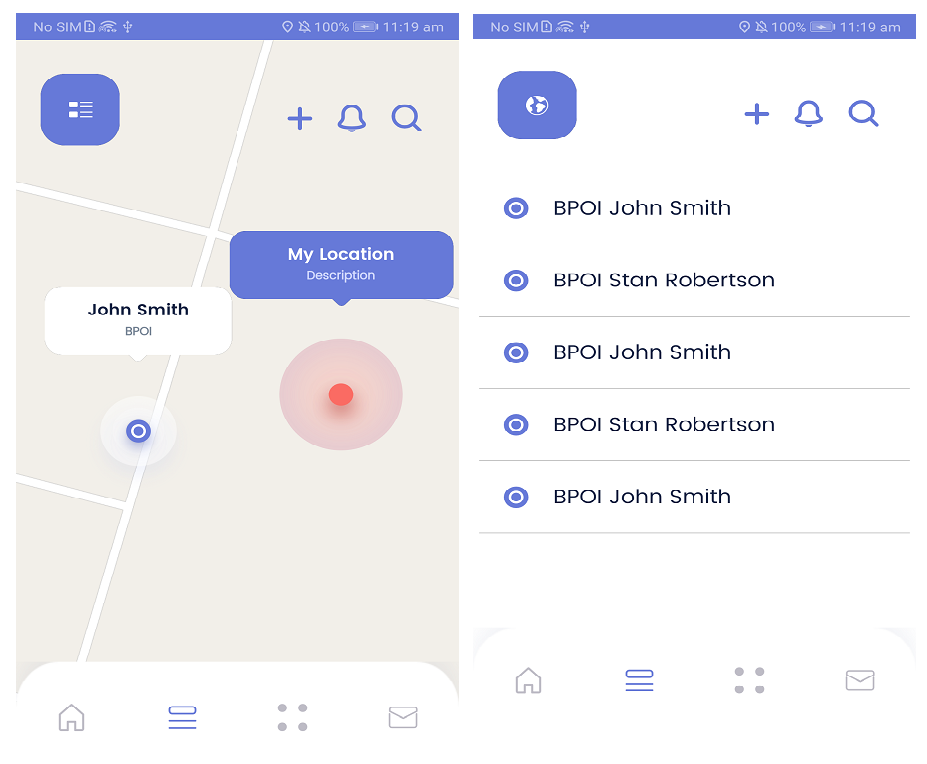 No SIM 100% 11:19 am
My Location
Description
John Smith
BPOI
No SIM 100% 11:19 am
BPOI John Smith
BPOI Stan Robertson
BPOI John Smith
BPOI Stan Robertson
BPOI John Smith